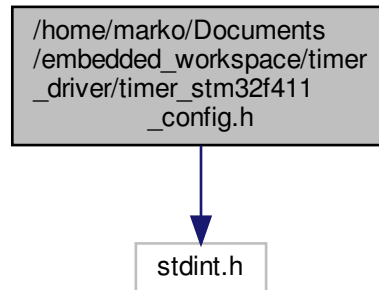 /home/marko/Documents
/embedded_workspace/timer
_driver/timer_stm32f411
_config.h
stdint.h